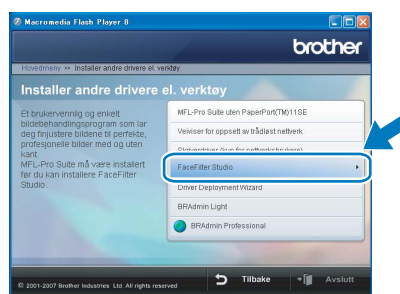 Macromedia Flash Player 8
brother
Hovedmeny >> Installer andre drivere el. verktøy
Installer andre drivere el. verktøy
Et brukervennlig og enkelt
bildebehandlingsprogram som lar
deg finjustere bildene til perfekte,
profesjonelle bilder med og uten
kant.
MFL-Pro Suite må være installert
før du kan installere FaceFilter
Studio.
MFL-Pro Suite uten PaperPort(TM)11SE
Veiviser for oppsett av trådløst nettverk
Skriverdriver (kun for nettverksbrukere)
FaceFilter Studio
Driver Deployment Wizard
BRAdmin Light
BRAdmin Professional
© 2001-2007 Brother Industries Ltd. All rights reserved
Tilbake
Avslutt